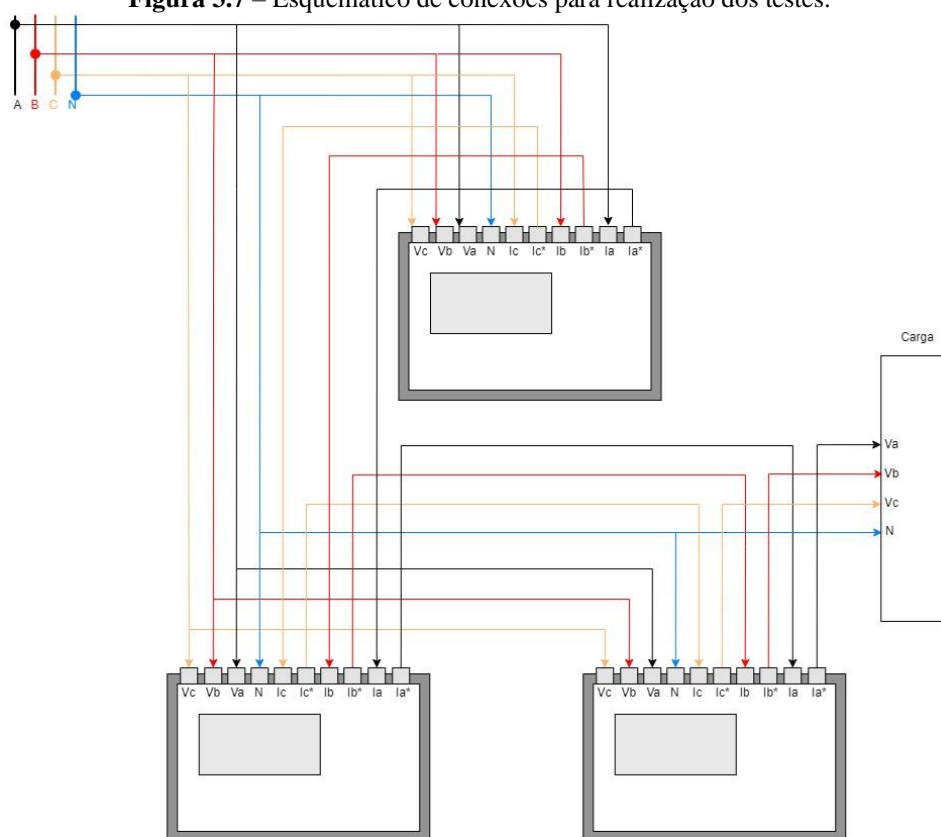 Figura 3.7 – Esquemático de conexões para realização dos testes.
A B C N
Vc Vb Va N Ic Ic* Ib Ib* Ia Ia*
Carga
Va
Vb
Vc
N
Vc Vb Va N Ic Ic* Ib Ib* Ia Ia*
Vc Vb Va N Ic Ic* Ib Ib* Ia Ia*